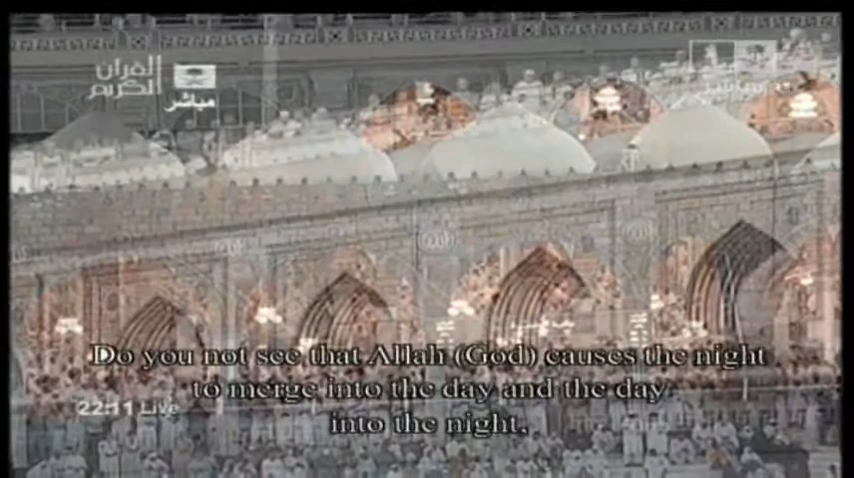 القرآن
الكريم
مباشر
Do you not see that Allah (God) causes the night
to merge into the day and the day
into the night,
22:11 Live